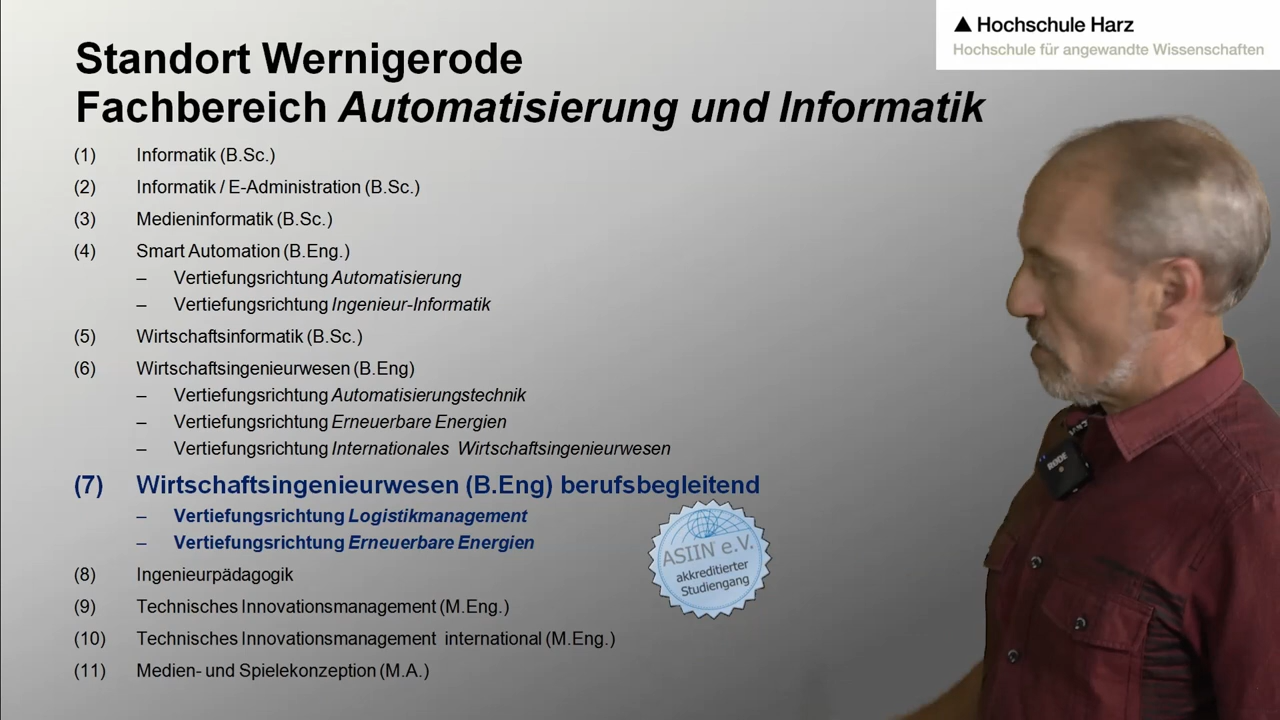 ▲ Hochschule Harz
Hochschule für angewandte Wissenschaften
Standort Wernigerode
Fachbereich Automatisierung und Informatik
(1) Informatik (B.Sc.)
(2) Informatik / E-Administration (B.Sc.)
(3) Medieninformatik (B.Sc.)
(4) Smart Automation (B.Eng.)
– Vertiefungsrichtung Automatisierung
– Vertiefungsrichtung Ingenieur-Informatik
(5) Wirtschaftsinformatik (B.Sc.)
(6) Wirtschaftsingenieurwesen (B.Eng)
– Vertiefungsrichtung Automatisierungstechnik
– Vertiefungsrichtung Erneuerbare Energien
– Vertiefungsrichtung Internationales Wirtschaftsingenieurwesen
(7) Wirtschaftsingenieurwesen (B.Eng) berufsbegleitend
– Vertiefungsrichtung Logistikmanagement
– Vertiefungsrichtung Erneuerbare Energien
ASIIN e.V.
akkreditierter
Studiengang
(8) Ingenieurpädagogik
(9) Technisches Innovationsmanagement (M.Eng.)
(10) Technisches Innovationsmanagement international (M.Eng.)
(11) Medien- und Spielekonzeption (M.A.)
RODE